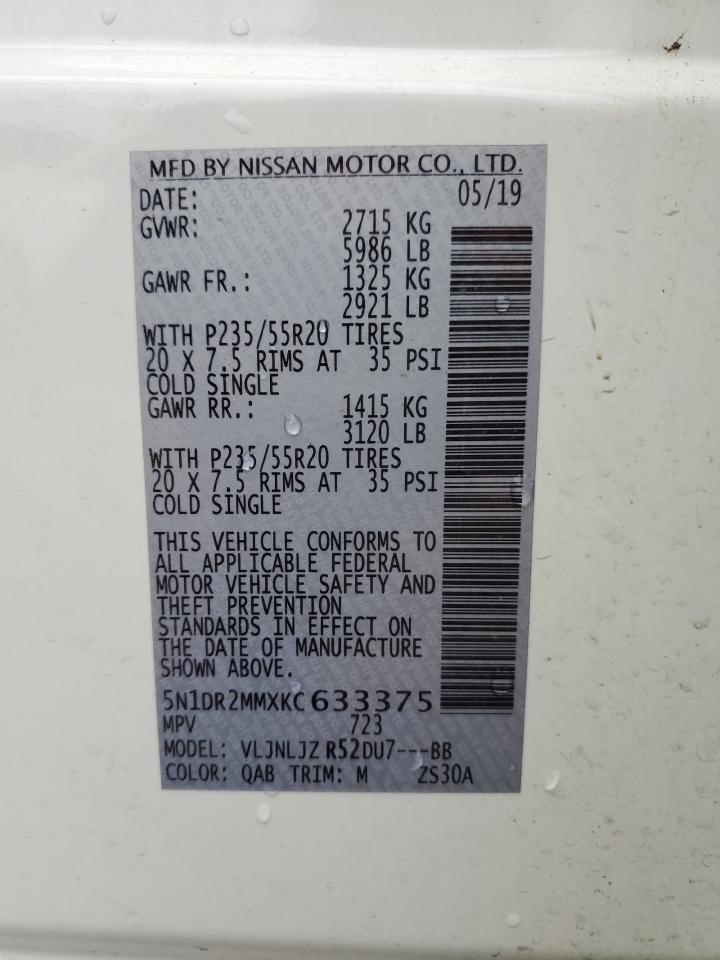 MFD BY NISSAN MOTOR CO., LTD.
DATE: 05/19
GVWR: 2715 KG
5986 LB
GAWR FR.: 1325 KG
2921 LB
WITH P235/55R20 TIRES
20 X 7.5 RIMS AT 35 PSI
COLD SINGLE
GAWR RR.: 1415 KG
3120 LB
WITH P235/55R20 TIRES
20 X 7.5 RIMS AT 35 PSI
COLD SINGLE
THIS VEHICLE CONFORMS TO
ALL APPLICABLE FEDERAL
MOTOR VEHICLE SAFETY AND
THEFT PREVENTION
STANDARDS IN EFFECT ON
THE DATE OF MANUFACTURE
SHOWN ABOVE.
5N1DR2MMXKC633375
MPV 723
MODEL: VLJNLJZ R52DU7---BB
COLOR: QAB TRIM: M ZS30A